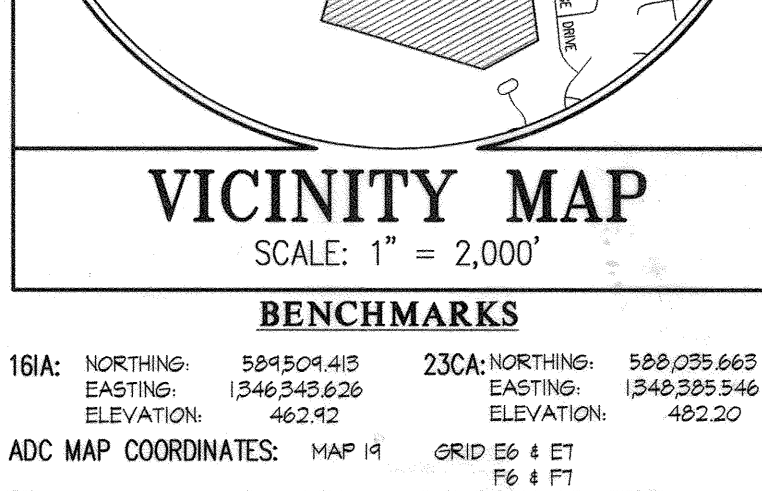 SE DRIVE
VICINITY MAP
SCALE: 1" = 2,000'
BENCHMARKS
161A: NORTHING: 589,509.413 23CA: NORTHING: 588,035.663
EASTING: 1,346,343.626 EASTING: 1,348,385.546
ELEVATION: 462.92 ELEVATION: 482.20
ADC MAP COORDINATES: MAP 19 GRID E6 & E7
F6 & F7